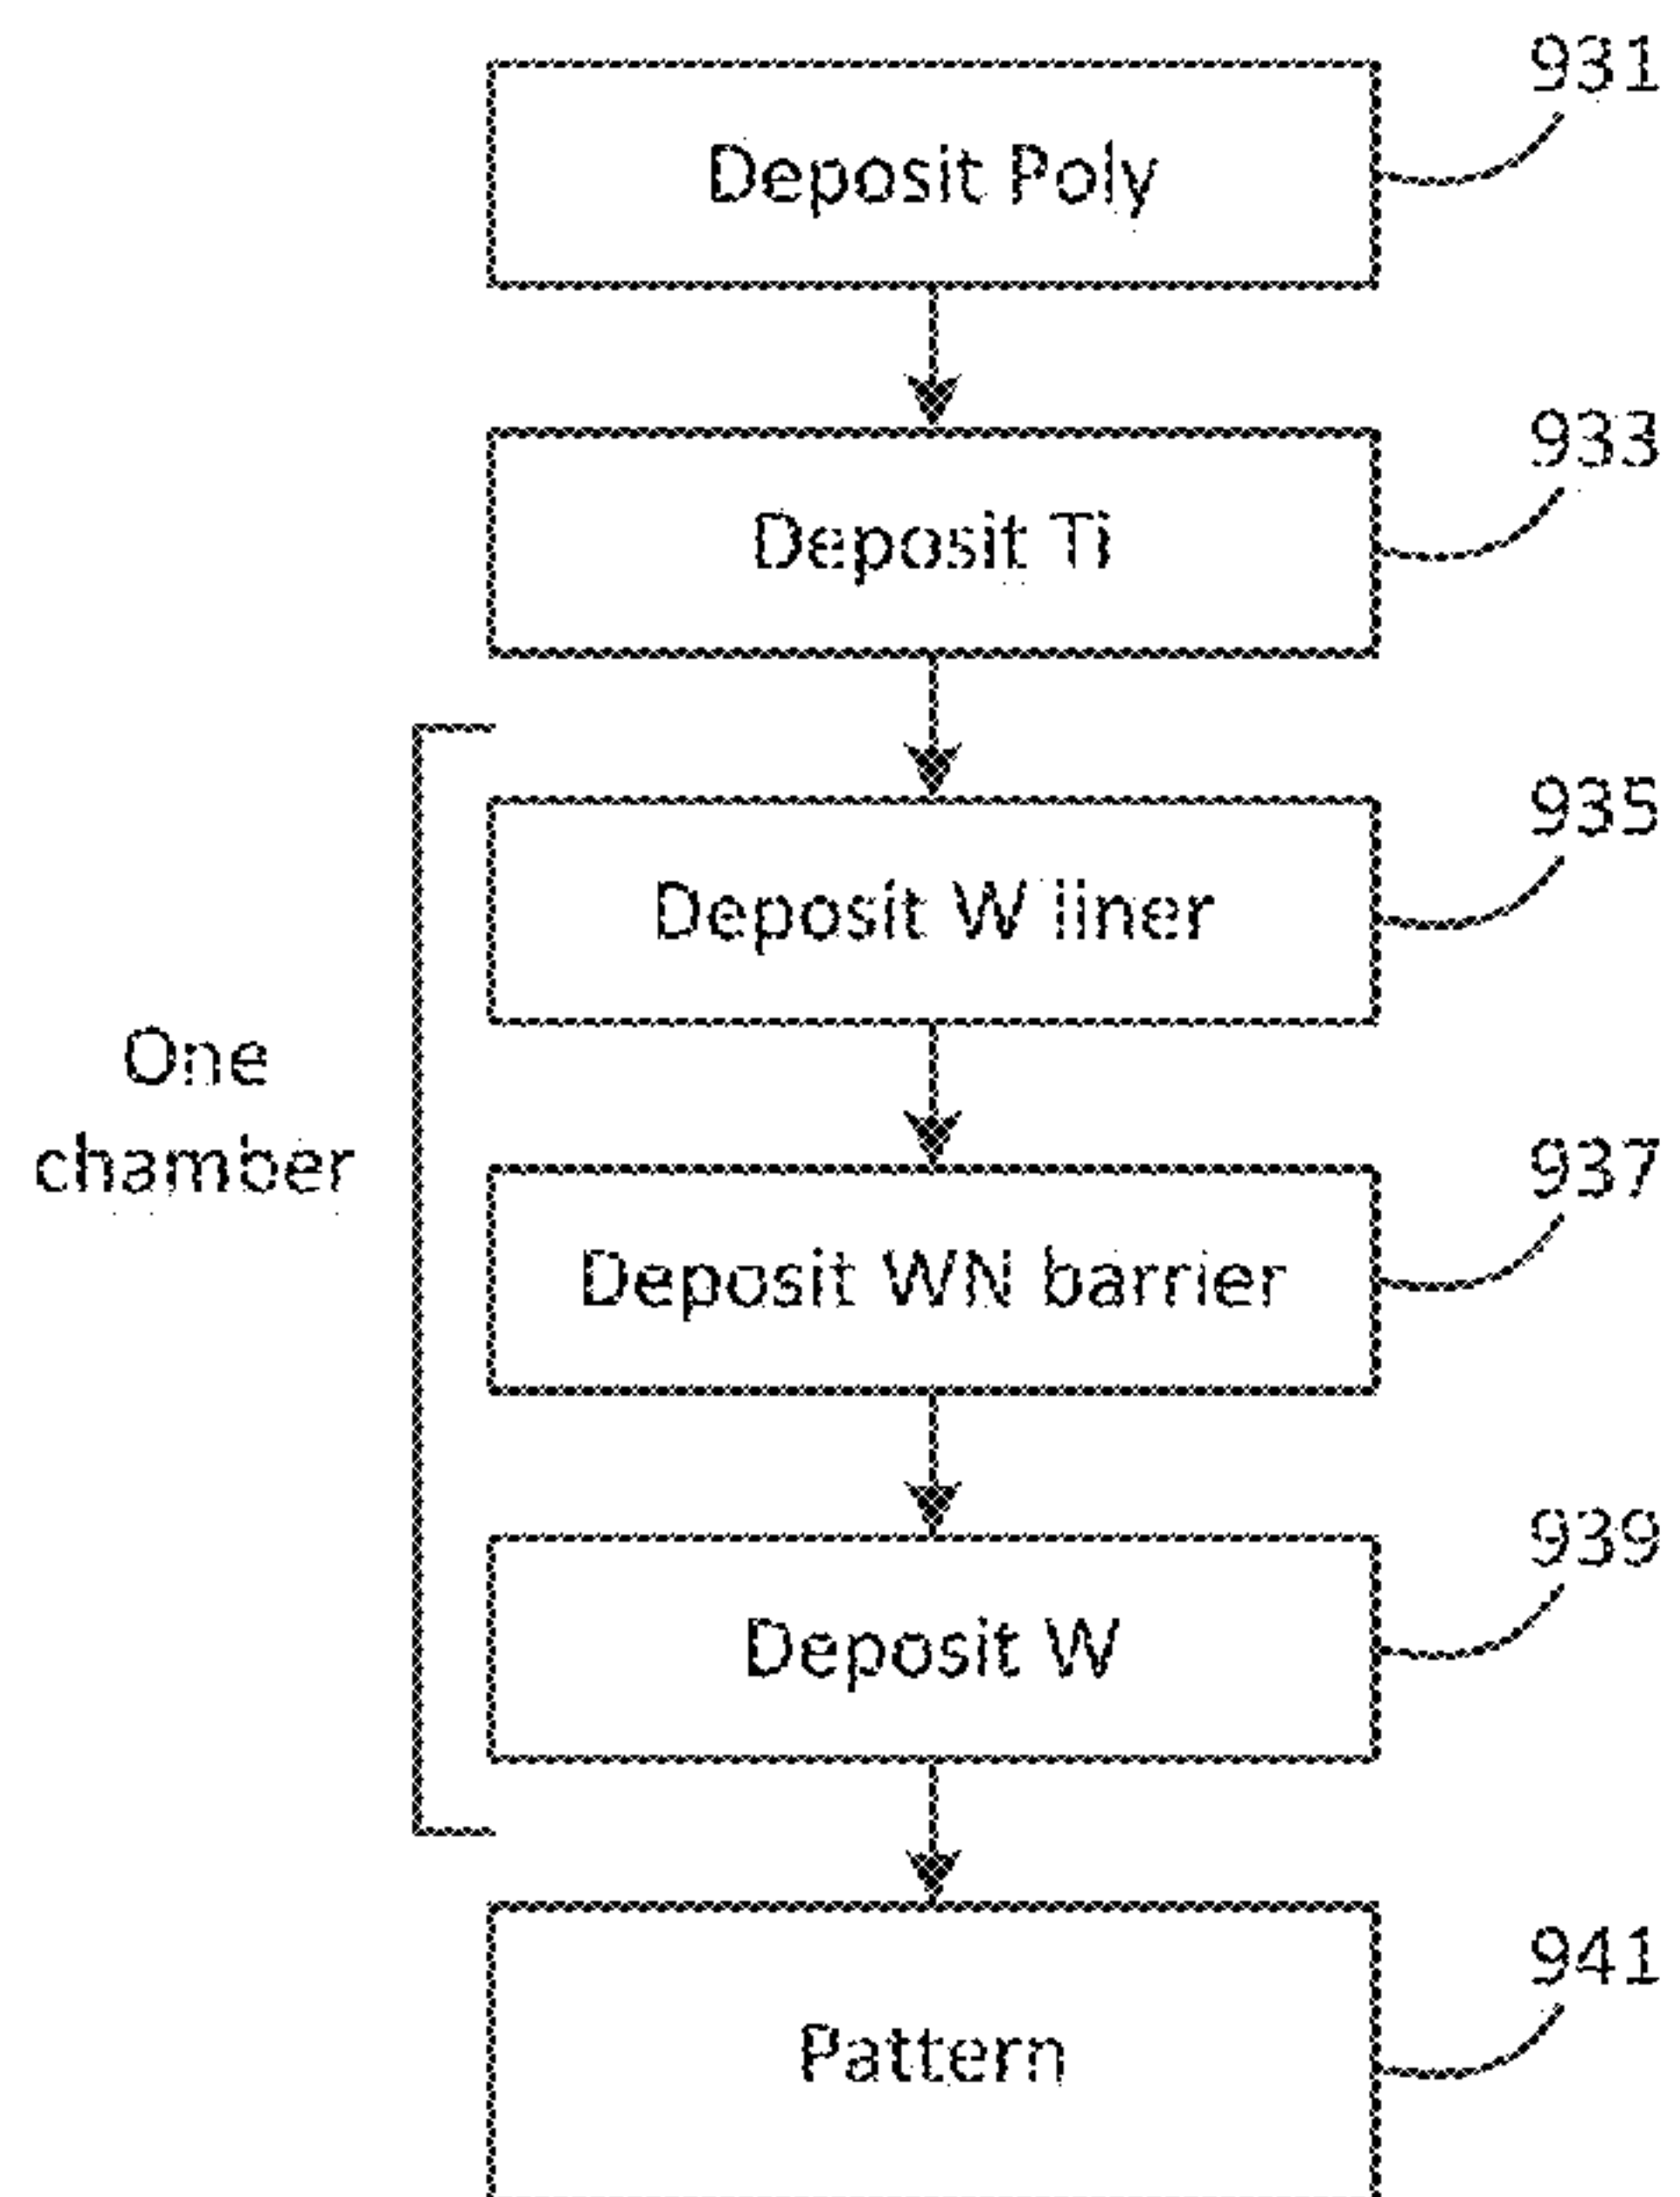 931
Deposit Poly
933
Deposit Ti
935
Deposit W liner
One
chamber
937
Deposit WN barrier
939
Deposit W
941
Pattern